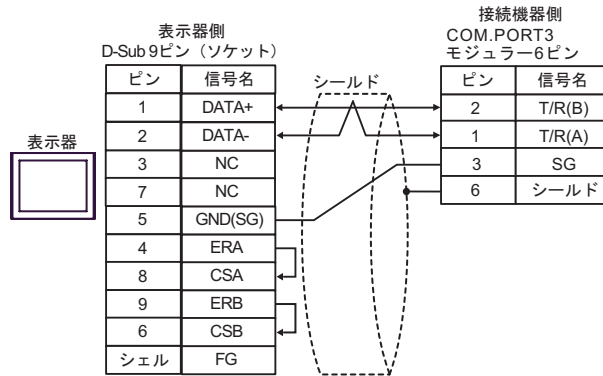 表示器側
D-Sub 9ピン（ソケット）
接続機器側
COM.PORT3
モジュラー6ピン
表示器
シールド
ピン 信号名
1 DATA+
2 DATA-
3 NC
7 NC
5 GND(SG)
4 ERA
8 CSA
9 ERB
6 CSB
シェル FG
ピン 信号名
2 T/R(B)
1 T/R(A)
3 SG
6 シールド